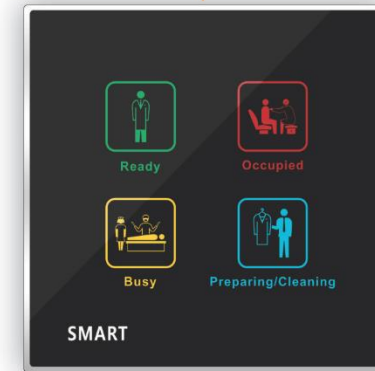 Ready
Occupied
Busy
Preparing/Cleaning
SMART